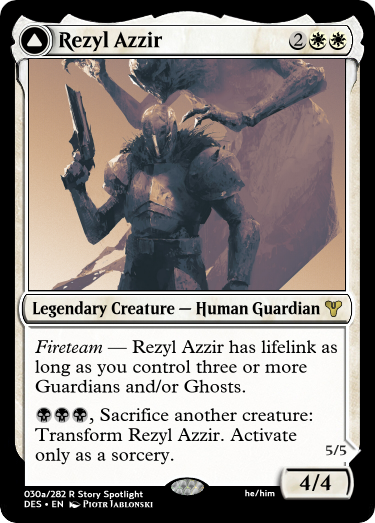 Rezyl Azzir 2
Legendary Creature — Human Guardian
Fireteam — Rezyl Azzir has lifelink as
long as you control three or more
Guardians and/or Ghosts.
, Sacrifice another creature:
Transform Rezyl Azzir. Activate
only as a sorcery.
5/5
4/4
030a/282 R Story Spotlight
DES • EN Piotr Jabłoński
he/him